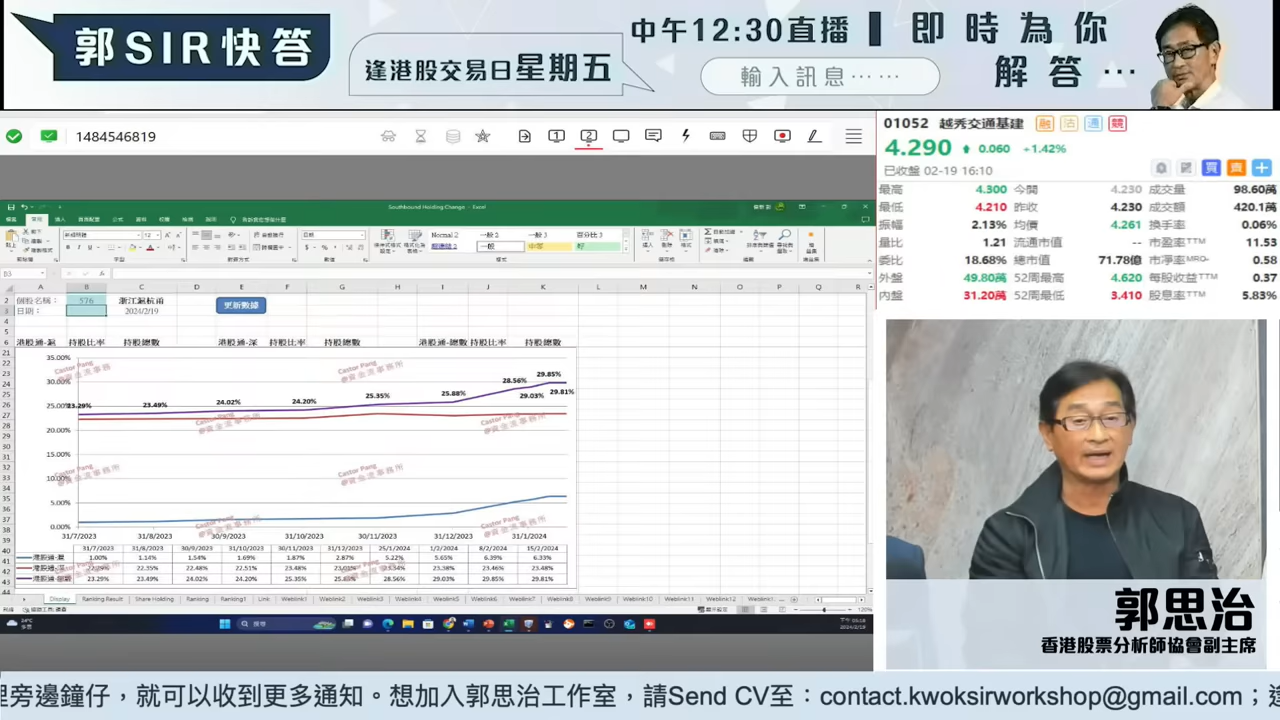 郭SIR快答
逢港股交易日星期五
中午12:30直播 即時為你
解答…
輸入訊息……
1484546819
01052 越秀交通基建 融 沽 通 競
4.290 0.060 +1.42%
已收盤 02-19 16:10
買 賣
最高 4.300 今開 4.230 成交量 98.60萬
最低 4.210 昨收 4.230 成交額 420.1萬
振幅 2.13% 均價 4.261 換手率 0.06%
量比 1.21 流通市值 -- 市盈率TTM 11.53
委比 18.68% 總市值 71.78億 市淨率MRQ 0.58
外盤 49.80萬 52周最高 4.620 每股收益TTM 0.37
內盤 31.20萬 52周最低 3.410 股息率TTM 5.83%
Southbound Holding Change - Excel
個股名稱： 576 浙江滬杭甬
日期： 2024/2/19
更新數據
港股通-滬 持股比率 持股總數 港股通-深 持股比率 持股總數 港股通-總數 持股比率 持股總數
35.00%
30.00%
25.00%
20.00%
15.00%
10.00%
5.00%
0.00%
23.29% 23.49% 24.02% 24.20% 25.35% 25.88% 28.56% 29.03% 29.85% 29.81%
Castor Pang
@資金流事務所
31/7/2023 31/8/2023 30/9/2023 31/10/2023 30/11/2023 31/12/2023 31/1/2024
31/7/2023 31/8/2023 30/9/2023 31/10/2023 30/11/2023 31/12/2023 25/1/2024 1/2/2024 8/2/2024 15/2/2024
港股通-滬 1.00% 1.14% 1.54% 1.69% 1.87% 2.87% 5.22% 5.65% 6.39% 6.33%
港股通-深 22.29% 22.35% 22.48% 22.51% 23.48% 23.34% 23.38% 23.46% 23.48%
23.29% 23.49% 24.02% 24.20% 25.35% 28.56% 29.03% 29.85% 29.81%
Display Ranking Result Share Holding Ranking Ranking1 Link Weblink1 Weblink2 Weblink3 Weblink4 Weblink5 Weblink6 Weblink7 Weblink8 Weblink9 Weblink10 Weblink11 Weblink12
郭思治
香港股票分析師協會副主席
旁邊鐘仔，就可以收到更多通知。想加入郭思治工作室，請Send CV至：contact.kwoksirworkshop@gmail.com；